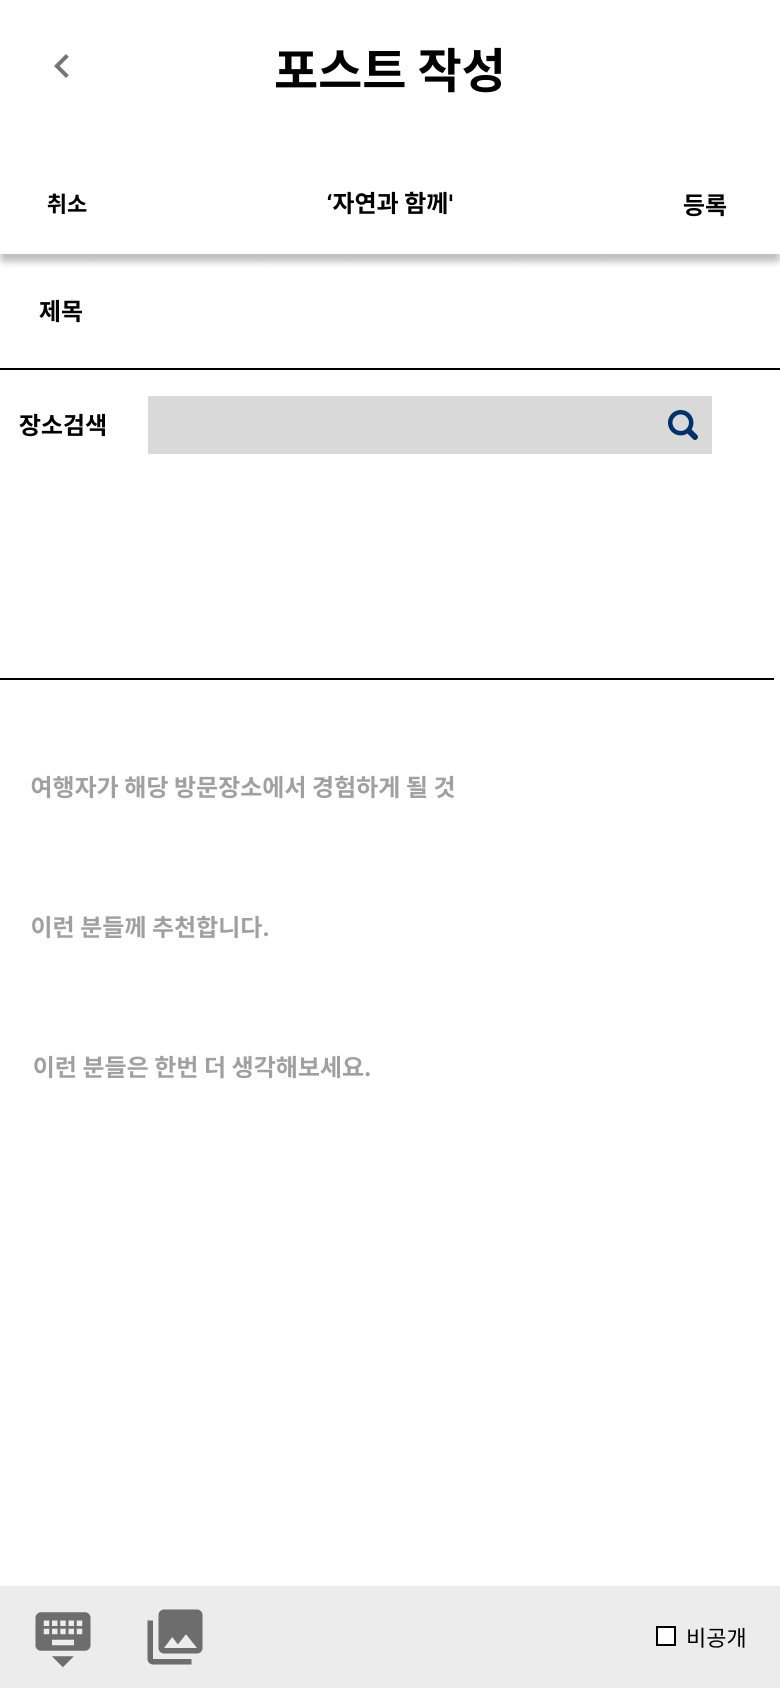 포스트 작성
취소
‘자연과 함께'
등록
제목
장소검색
여행자가 해당 방문장소에서 경험하게 될 것
이런 분들께 추천합니다.
이런 분들은 한번 더 생각해보세요.
비공개